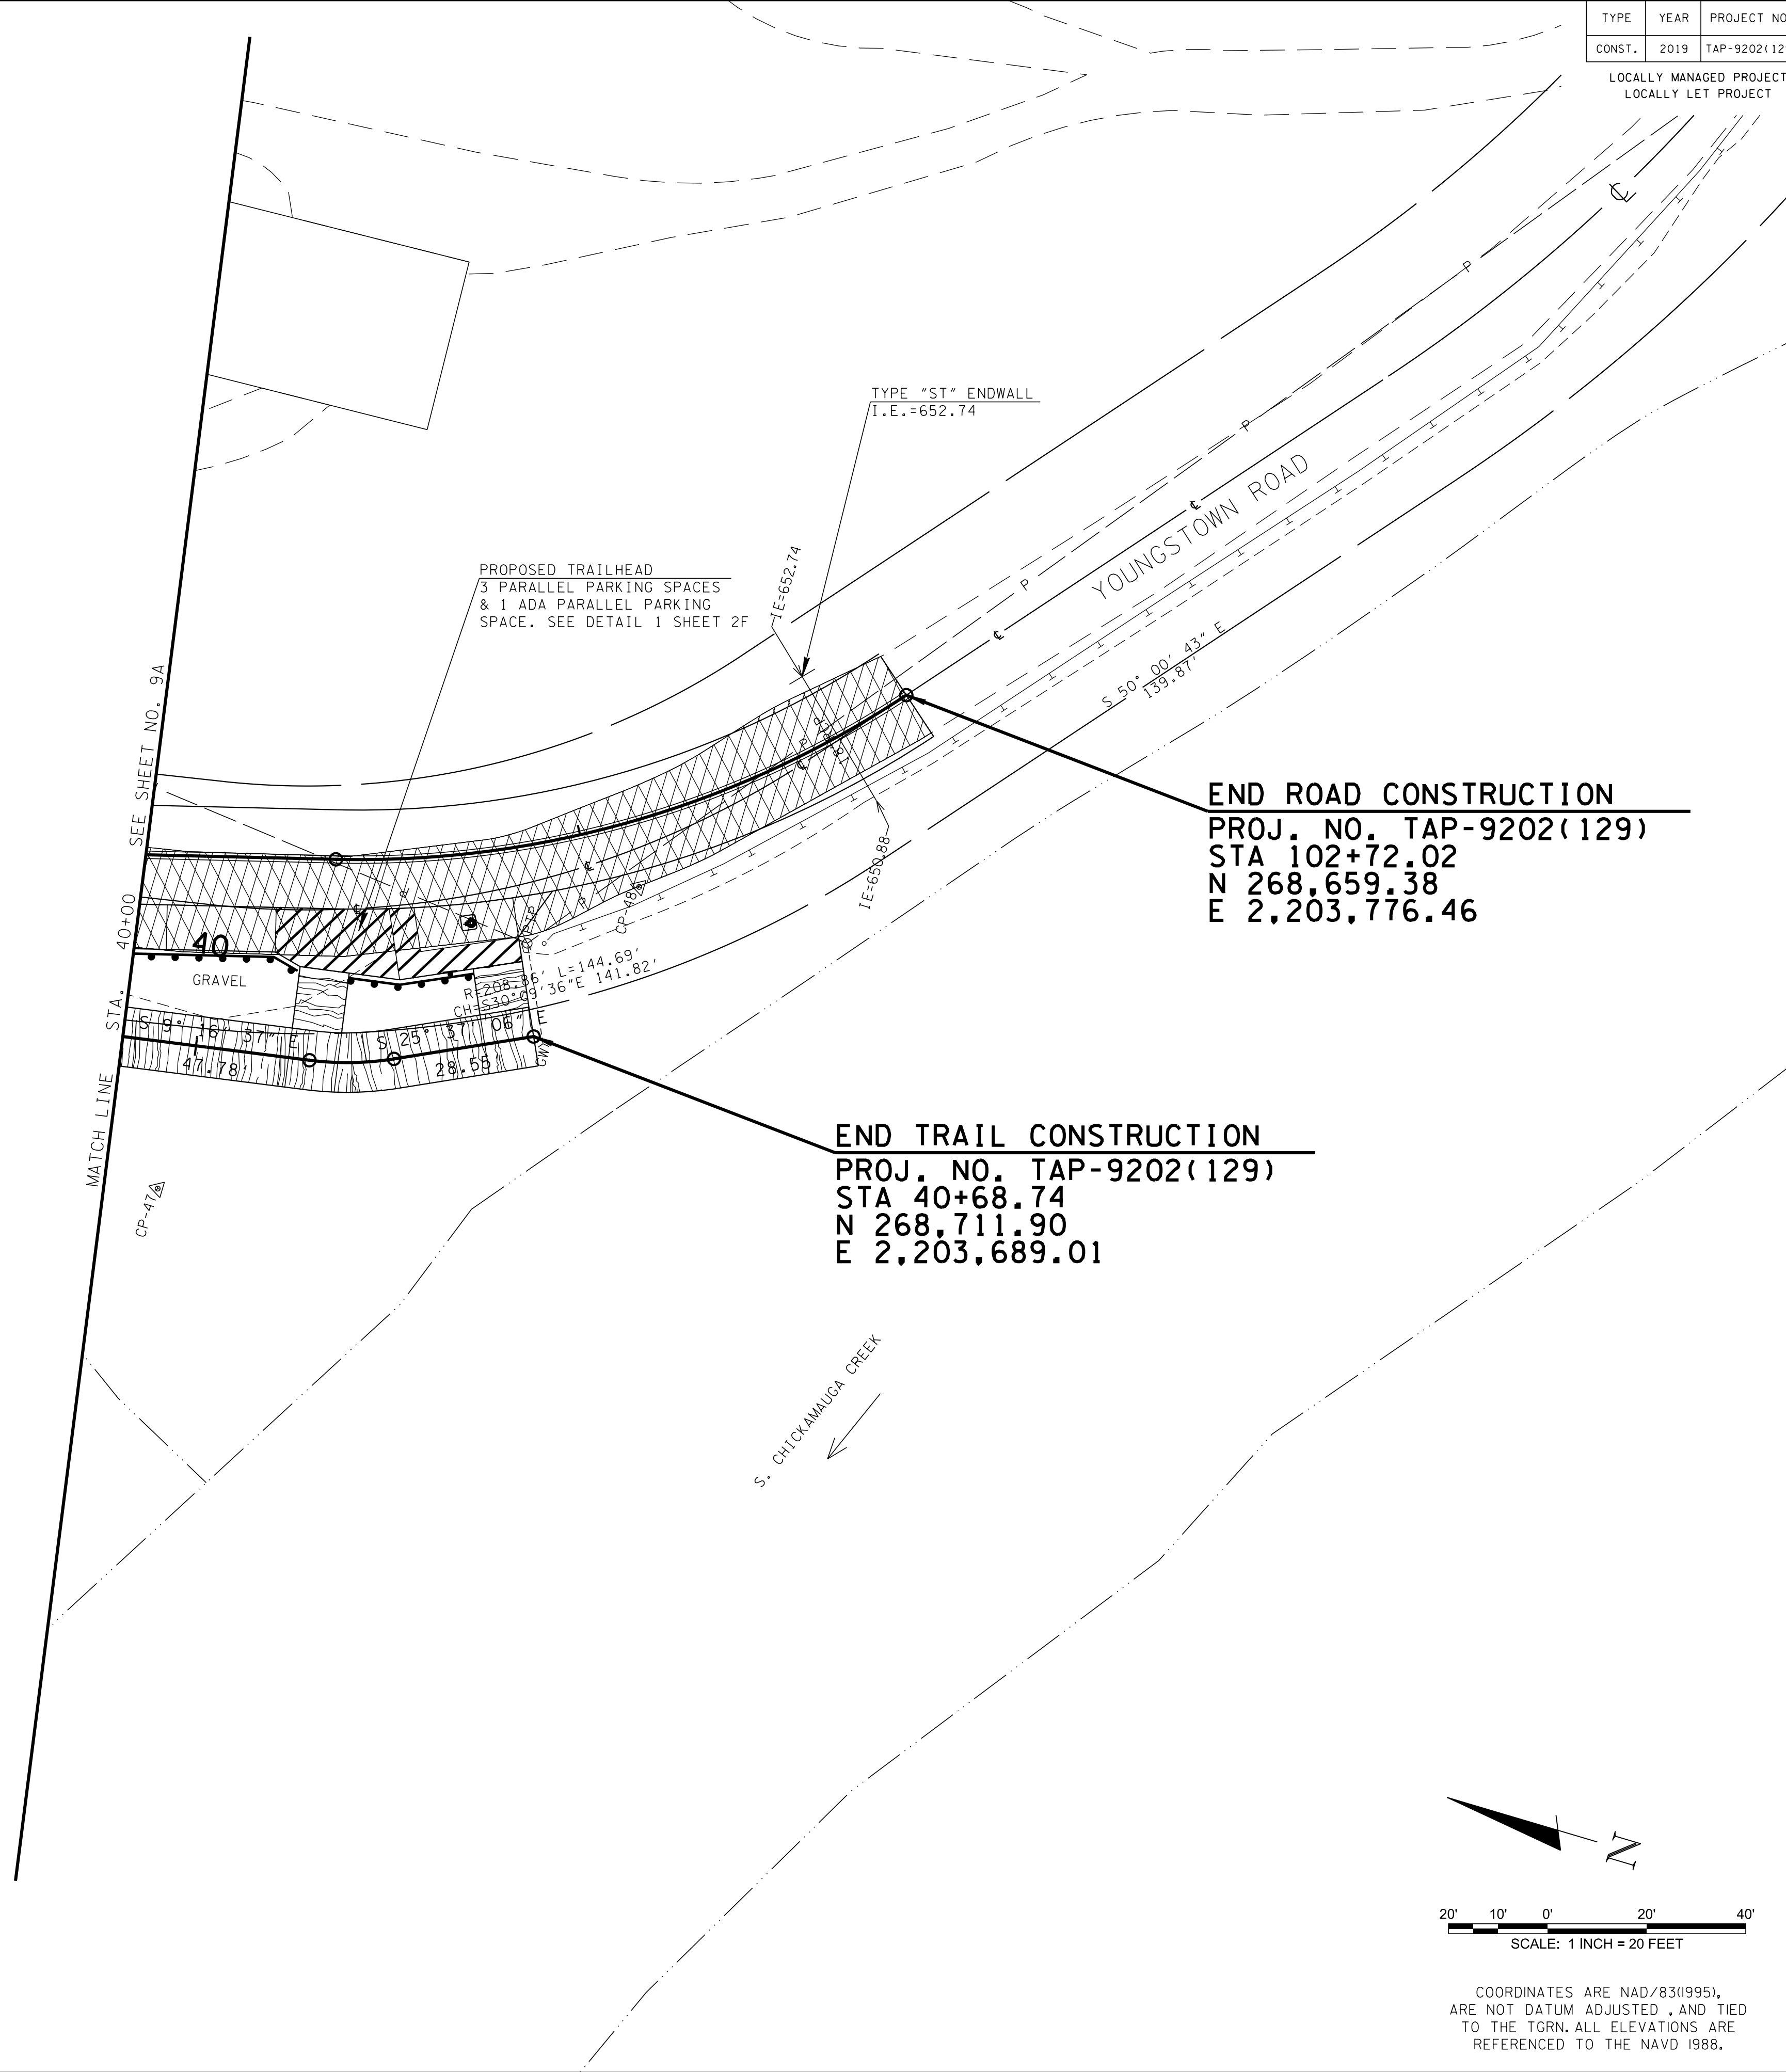 TYPE YEAR PROJECT NO
CONST. 2019 TAP-9202(12
LOCALLY MANAGED PROJECT
LOCALLY LET PROJECT
℄
P
TYPE "ST" ENDWALL
I.E.=652.74
P
YOUNGSTOWN ROAD
℄
PROPOSED TRAILHEAD
3 PARALLEL PARKING SPACES
& 1 ADA PARALLEL PARKING
SPACE. SEE DETAIL 1 SHEET 2F
IE=652.74
P
℄
S 50° 00' 43" E
139.87'
SEE SHEET NO. 9A
END ROAD CONSTRUCTION
PROJ. NO. TAP-9202(129)
STA 102+72.02
N 268,659.38
E 2,203,776.46
P
℄
IE=650.88
℄
CP-48
P
40+00
40
GRAVEL
R=208.86' L=144.69'
CH=S30°09'36"E 141.82'
STA.
S 9° 16' 37" E
47.78'
S 25° 37' 06" E
28.55'
GW
MATCH LINE
END TRAIL CONSTRUCTION
PROJ. NO. TAP-9202(129)
STA 40+68.74
N 268,711.90
E 2,203,689.01
CP-47
S. CHICKAMAUGA CREEK
N
20' 10' 0' 20' 40'
SCALE: 1 INCH = 20 FEET
COORDINATES ARE NAD/83(1995),
ARE NOT DATUM ADJUSTED , AND TIED
TO THE TGRN. ALL ELEVATIONS ARE
REFERENCED TO THE NAVD 1988.